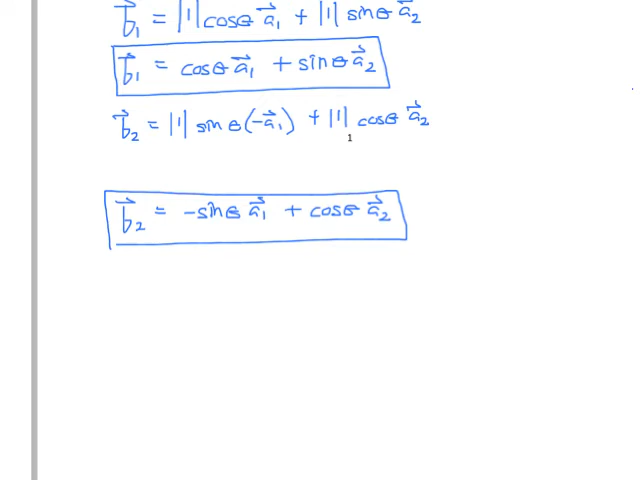 b⃗₁ = |1| cosθ a⃗₁ + |1| sinθ a⃗₂
b⃗₁ = cosθ a⃗₁ + sinθ a⃗₂
b⃗₂ = |1| sinθ(-a⃗₁) + |1| cosθ a⃗₂
b⃗₂ = -sinθ a⃗₁ + cosθ a⃗₂